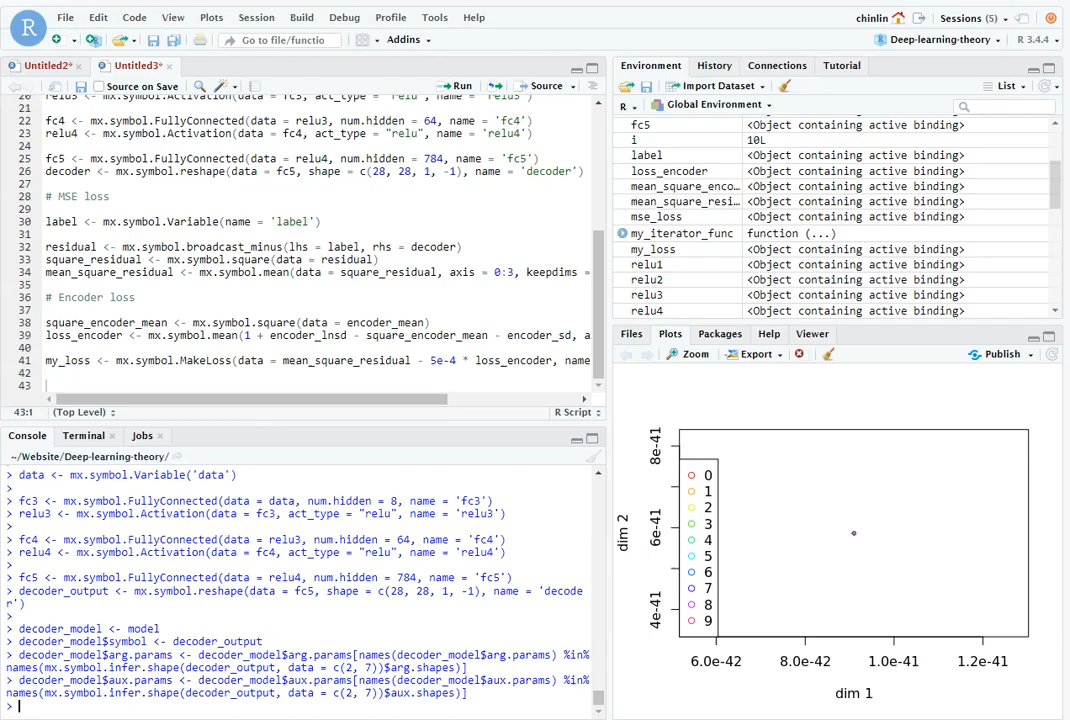 File Edit Code View Plots Session Build Debug Profile Tools Help
chinlin Sessions (5)
Go to file/functio Addins
Deep-learning-theory R 3.4.4
Untitled2* Untitled3*
Source on Save Run Source
20 relu3 <- mx.symbol.Activation(data = fc3, act_type = "relu", name = 'relu3')
21
22 fc4 <- mx.symbol.FullyConnected(data = relu3, num.hidden = 64, name = 'fc4')
23 relu4 <- mx.symbol.Activation(data = fc4, act_type = "relu", name = 'relu4')
24
25 fc5 <- mx.symbol.FullyConnected(data = relu4, num.hidden = 784, name = 'fc5')
26 decoder <- mx.symbol.reshape(data = fc5, shape = c(28, 28, 1, -1), name = 'decoder')
27
28 # MSE loss
29
30 label <- mx.symbol.Variable(name = 'label')
31
32 residual <- mx.symbol.broadcast_minus(lhs = label, rhs = decoder)
33 square_residual <- mx.symbol.square(data = residual)
34 mean_square_residual <- mx.symbol.mean(data = square_residual, axis = 0:3, keepdims =
35
36 # Encoder loss
37
38 square_encoder_mean <- mx.symbol.square(data = encoder_mean)
39 loss_encoder <- mx.symbol.mean(1 + encoder_lnsd - square_encoder_mean - encoder_sd, a
40
41 my_loss <- mx.symbol.MakeLoss(data = mean_square_residual - 5e-4 * loss_encoder, name
42
43
43:1 (Top Level) R Script
Console Terminal Jobs
~/Website/Deep-learning-theory/
> data <- mx.symbol.Variable('data')
>
> fc3 <- mx.symbol.FullyConnected(data = data, num.hidden = 8, name = 'fc3')
> relu3 <- mx.symbol.Activation(data = fc3, act_type = "relu", name = 'relu3')
>
> fc4 <- mx.symbol.FullyConnected(data = relu3, num.hidden = 64, name = 'fc4')
> relu4 <- mx.symbol.Activation(data = fc4, act_type = "relu", name = 'relu4')
>
> fc5 <- mx.symbol.FullyConnected(data = relu4, num.hidden = 784, name = 'fc5')
> decoder_output <- mx.symbol.reshape(data = fc5, shape = c(28, 28, 1, -1), name = 'decode
r')
>
> decoder_model <- model
> decoder_model$symbol <- decoder_output
> decoder_model$arg.params <- decoder_model$arg.params[names(decoder_model$arg.params) %in%
names(mx.symbol.infer.shape(decoder_output, data = c(2, 7))$arg.shapes)]
> decoder_model$aux.params <- decoder_model$aux.params[names(decoder_model$aux.params) %in%
names(mx.symbol.infer.shape(decoder_output, data = c(2, 7))$aux.shapes)]
>
Environment History Connections Tutorial
Import Dataset List
R Global Environment
fc5 <Object containing active binding>
i 10L
label <Object containing active binding>
loss_encoder <Object containing active binding>
mean_square_enco... <Object containing active binding>
mean_square_resi... <Object containing active binding>
mse_loss <Object containing active binding>
my_iterator_func function (...)
my_loss <Object containing active binding>
relu1 <Object containing active binding>
relu2 <Object containing active binding>
relu3 <Object containing active binding>
relu4 <Object containing active binding>
Files Plots Packages Help Viewer
Zoom Export Publish
dim 2
8e-41
6e-41
4e-41
0
1
2
3
4
5
6
7
8
9
6.0e-42 8.0e-42 1.0e-41 1.2e-41
dim 1